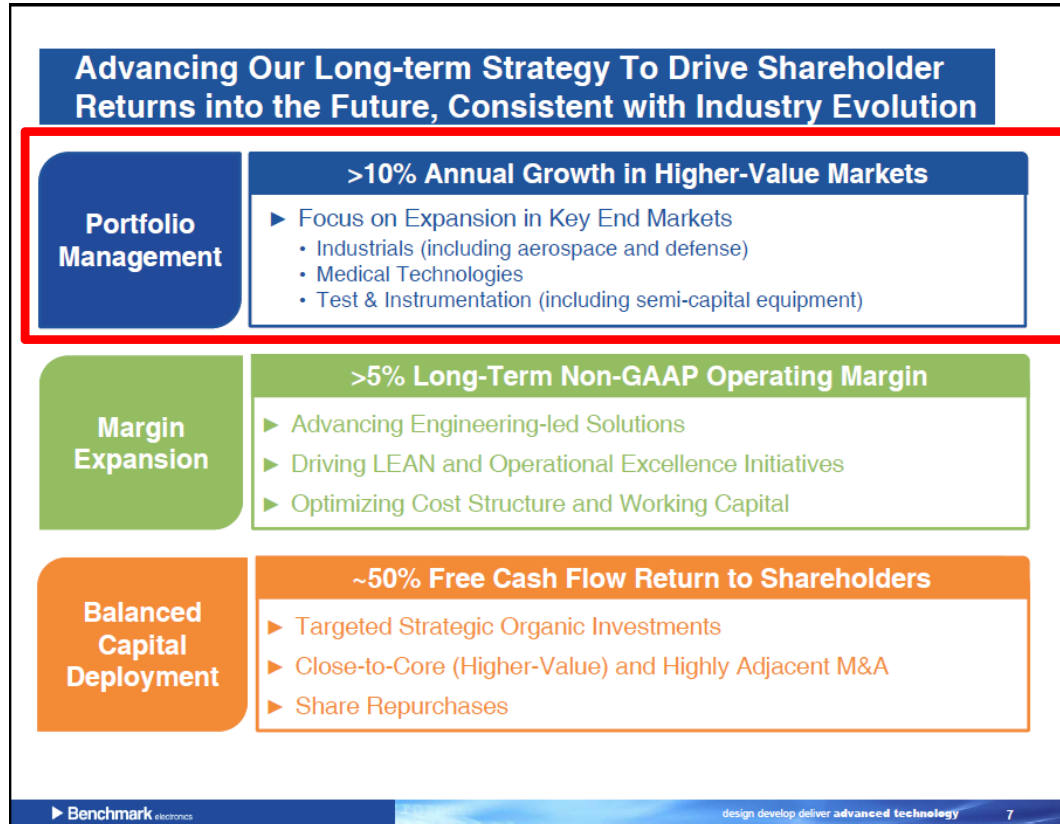 Advancing Our Long-term Strategy To Drive Shareholder
Returns into the Future, Consistent with Industry Evolution
Portfolio
Management
>10% Annual Growth in Higher-Value Markets
► Focus on Expansion in Key End Markets
• Industrials (including aerospace and defense)
• Medical Technologies
• Test & Instrumentation (including semi-capital equipment)
Margin
Expansion
>5% Long-Term Non-GAAP Operating Margin
► Advancing Engineering-led Solutions
► Driving LEAN and Operational Excellence Initiatives
► Optimizing Cost Structure and Working Capital
Balanced
Capital
Deployment
~50% Free Cash Flow Return to Shareholders
► Targeted Strategic Organic Investments
► Close-to-Core (Higher-Value) and Highly Adjacent M&A
► Share Repurchases
► Benchmark electronics
design develop deliver advanced technology 7